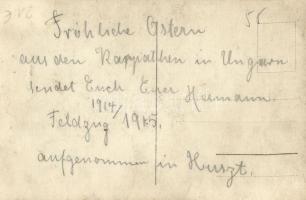 Fröhliche Ostern
aus den Karpathen in Ungarn
sendet Euch Euer Hermann.
Feldzug 1914/1915.
aufgenommen in Huszt.